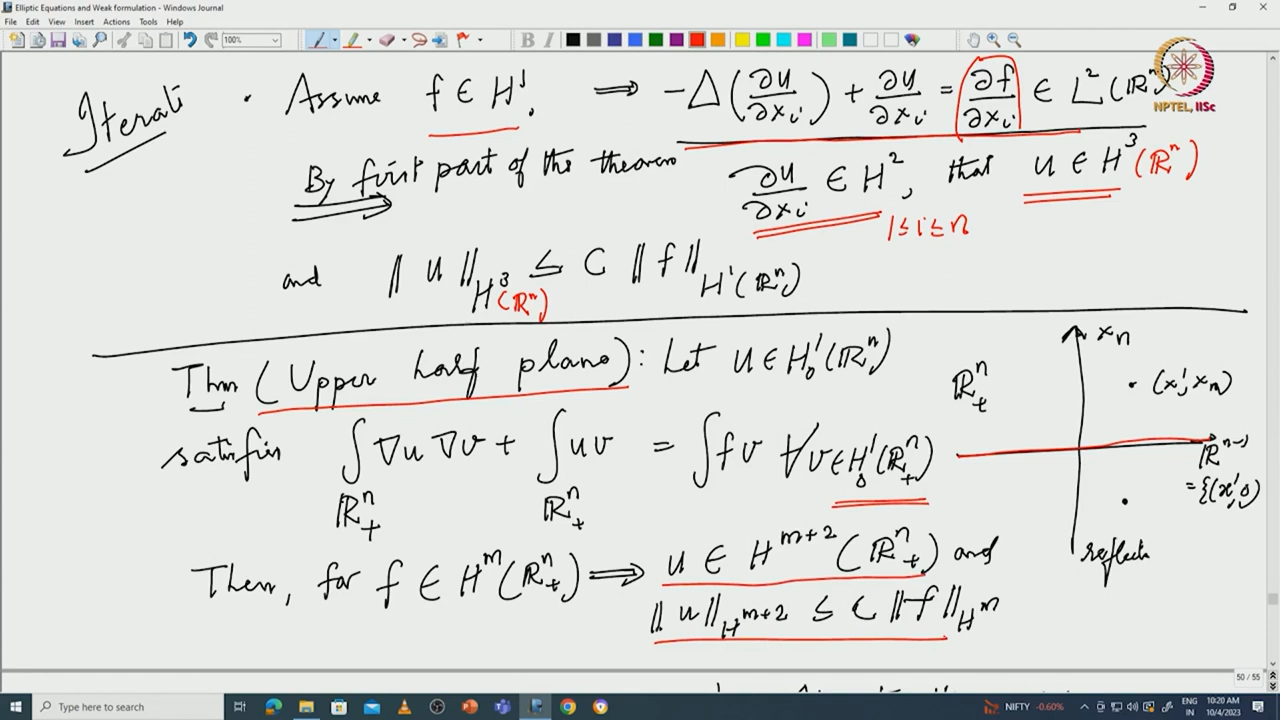 Elliptic Equations and Weak formulation - Windows Journal
File Edit View Insert Actions Tools Help
100%
B I
NPTEL, IISc
Iterati . Assume f ∈ H¹, ⟹ -Δ(∂u/∂xᵢ) + ∂u/∂xᵢ = ∂f/∂xᵢ ∈ L²(ℝⁿ)
By first part of the theorem ∂u/∂xᵢ ∈ H², that u ∈ H³(ℝⁿ)
1 ≤ i ≤ n
and ‖u‖_{H³(ℝⁿ)} ≤ C ‖f‖_{H¹(ℝⁿ)}
Thm (Upper half plane): Let u ∈ H₀¹(ℝⁿ)
satisfies ∫_{ℝⁿ₊} ∇u ∇v + ∫_{ℝⁿ₊} u v = ∫ f v ∀ v ∈ H₀¹(ℝⁿ₊)
Then, for f ∈ Hᵐ(ℝⁿ₊) ⟹ u ∈ H^{m+2}(ℝⁿ₊) and
‖u‖_{H^{m+2}} ≤ C ‖f‖_{Hᵐ}
xₙ
ℝⁿ₊ . (x', xₙ)
ℝⁿ⁻¹
= {(x', 0)
reflecti
50 / 55
Type here to search
NIFTY -0.60%
ENG
IN
10:20 AM
10/4/2023